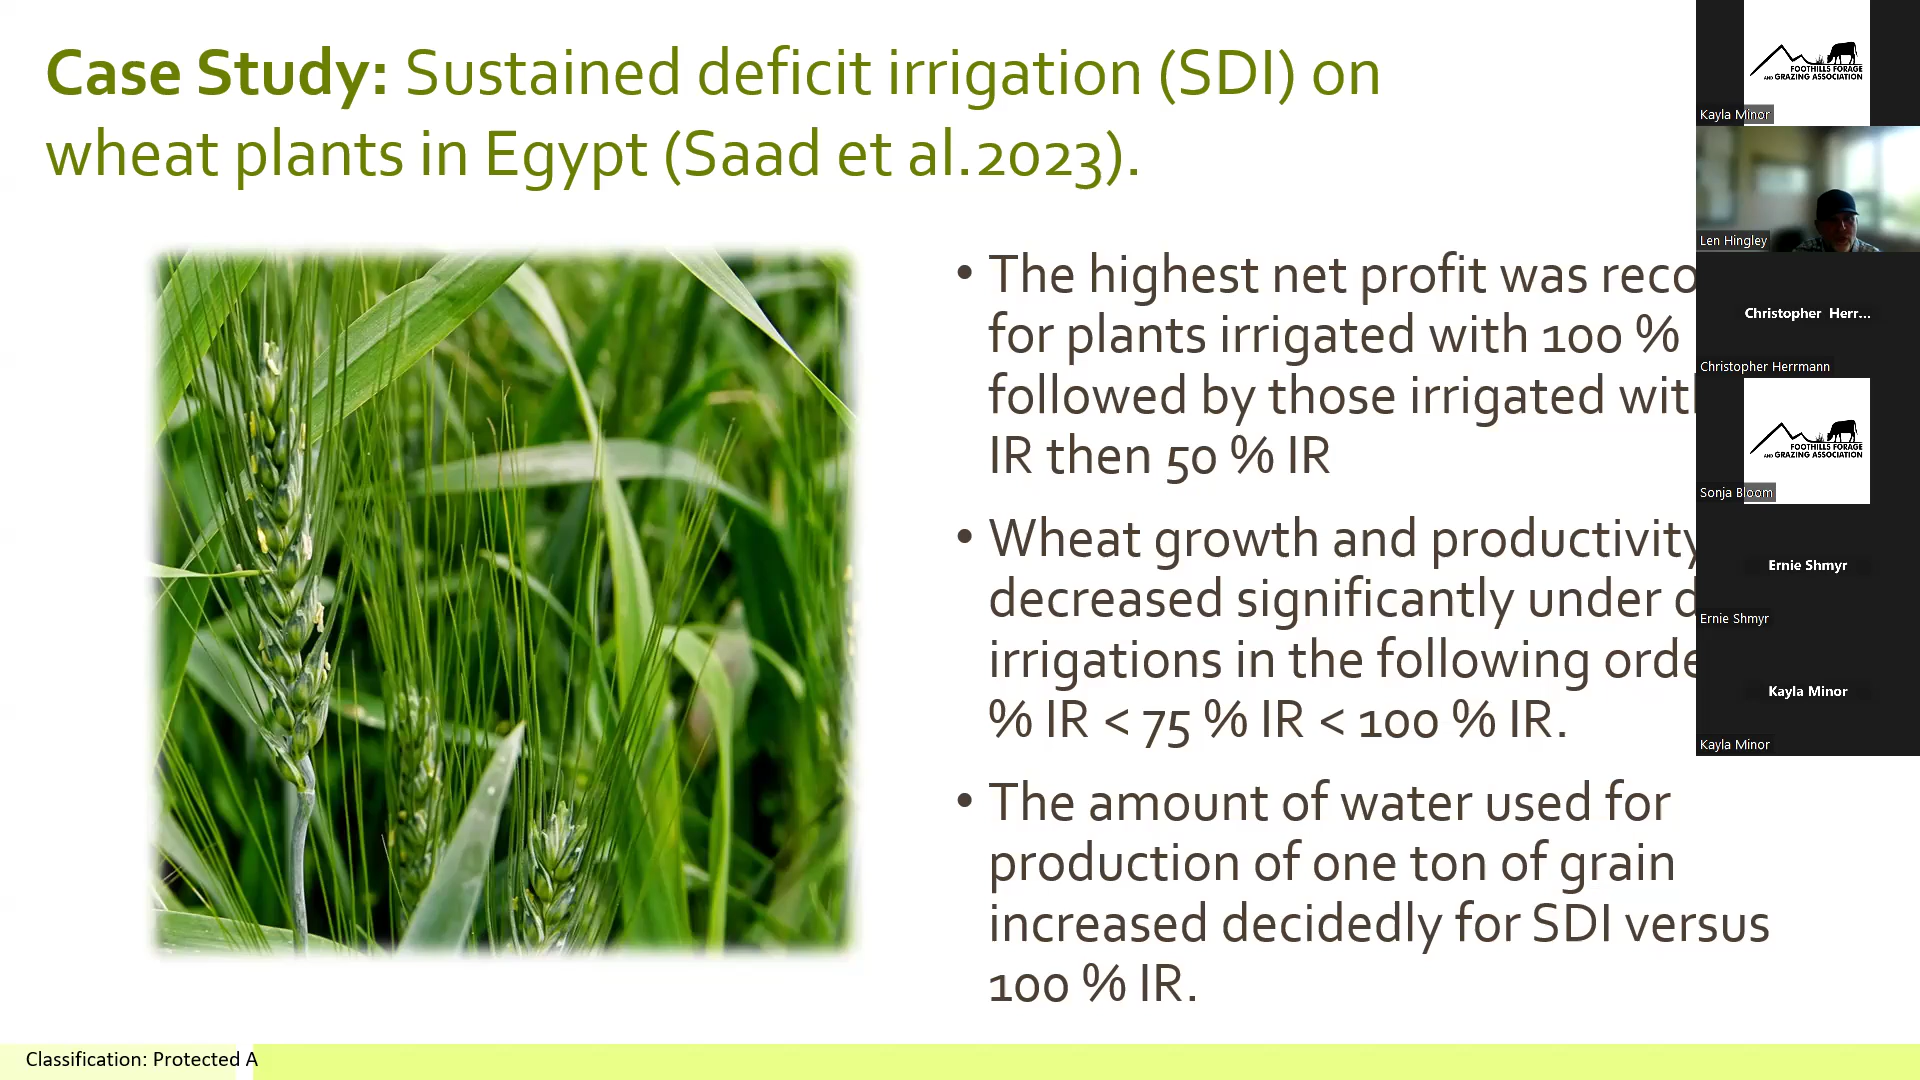 Case Study: Sustained deficit irrigation (SDI) on
wheat plants in Egypt (Saad et al.2023).
• The highest net profit was
for plants irrigated with 100 %
followed by those irrigated
IR then 50 % IR
• Wheat growth and productivity
decreased significantly under
irrigations in the following
% IR < 75 % IR < 100 % IR.
• The amount of water used for
production of one ton of grain
increased decidedly for SDI versus
100 % IR.
Classification: Protected A
FOOTHILLS FORAGE
AND GRAZING ASSOCIATION
Kayla Minor
Len Hingley
Christopher Herr...
Christopher Herrmann
FOOTHILLS FORAGE
AND GRAZING ASSOCIATION
Sonja Bloom
Ernie Shmyr
Ernie Shmyr
Kayla Minor
Kayla Minor